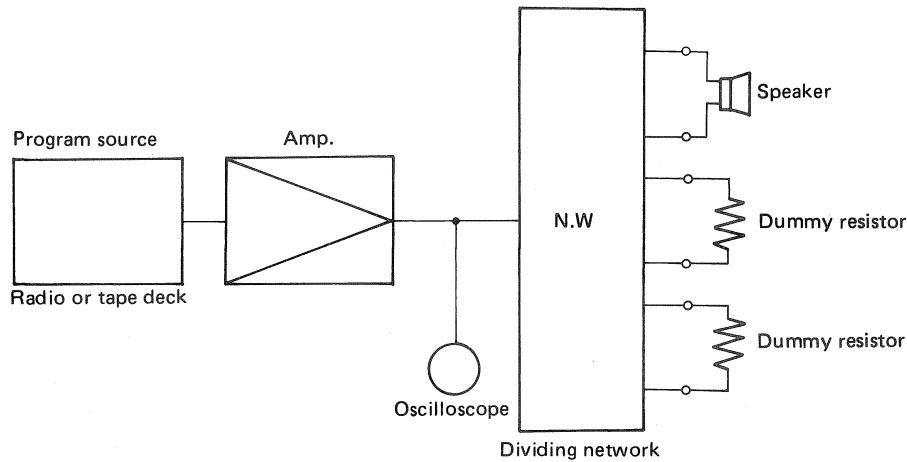 Program source
Radio or tape deck
Amp.
Oscilloscope
N.W
Dividing network
Speaker
Dummy resistor
Dummy resistor